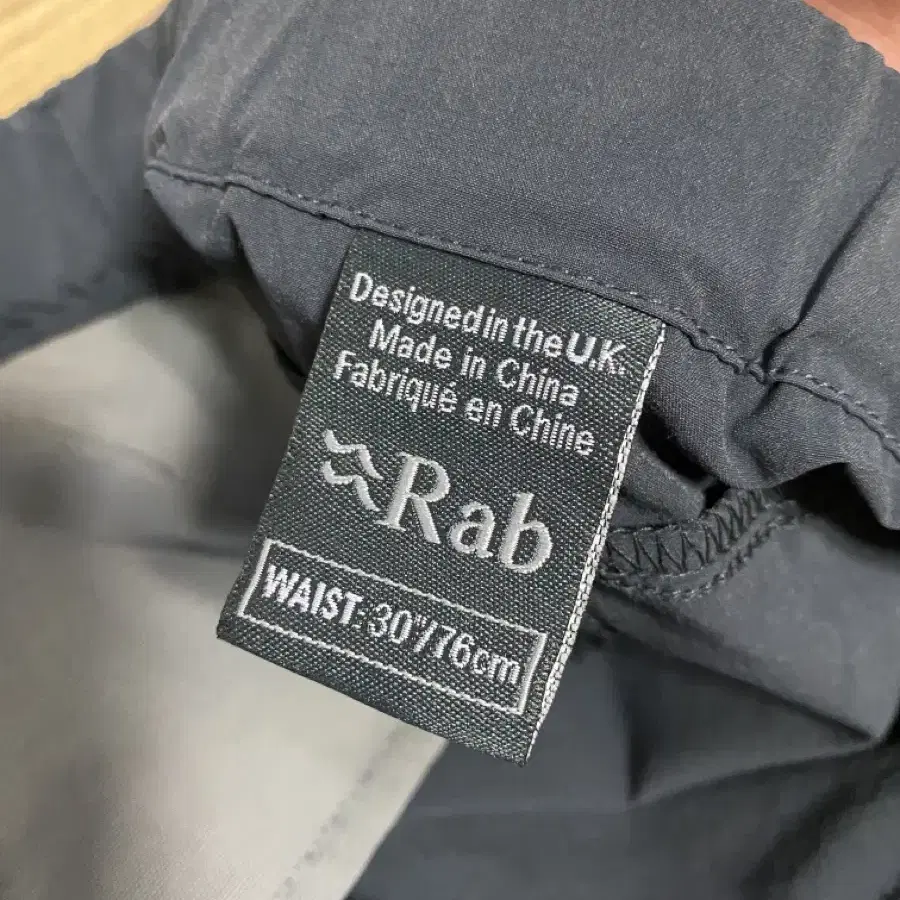 Designed in the U.K.
Made in China
Fabriqué en Chine
Rab
WAIST: 30"/76cm